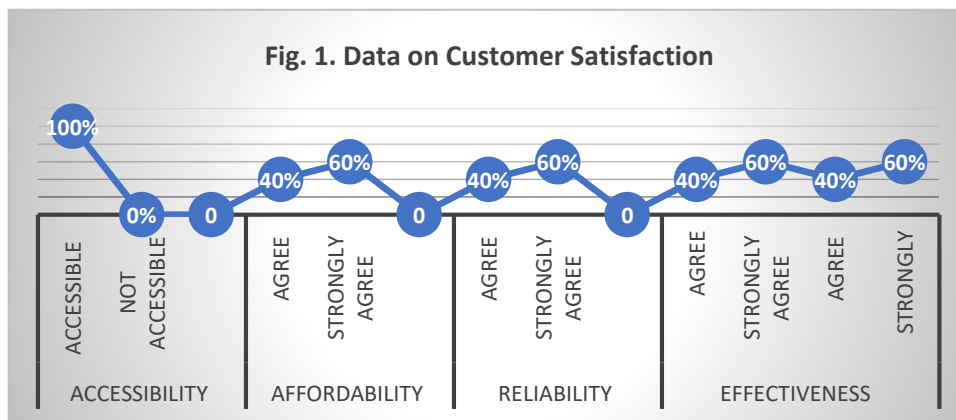 Fig. 1. Data on Customer Satisfaction
100%
0%
0
40%
60%
0
40%
60%
0
40%
60%
40%
60%
ACCESSIBLE
NOT
ACCESSIBLE
AGREE
STRONGLY
AGREE
AGREE
STRONGLY
AGREE
AGREE
STRONGLY
AGREE
AGREE
STRONGLY
ACCESSIBILITY
AFFORDABILITY
RELIABILITY
EFFECTIVENESS